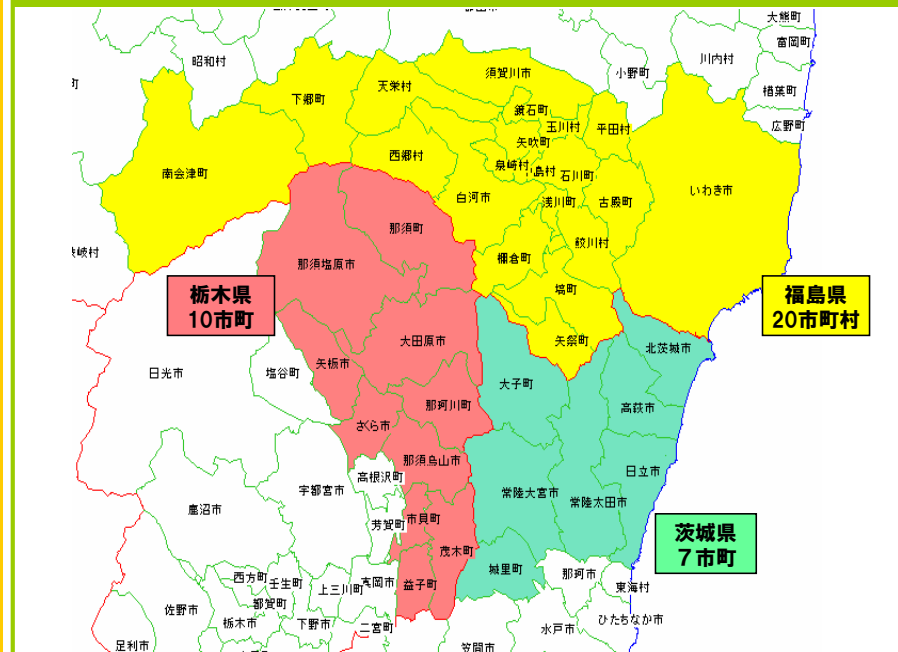 大熊町
富岡町
川内村
小野町
楢葉町
広野町
昭和村
須賀川市
天栄村
下郷町
鏡石町
玉川村
平田村
矢吹町
西郷村
泉崎村
島村
石川町
南会津町
白河市
浅川町
古殿町
いわき市
那須町
鮫川村
棚倉町
那須塩原市
塙町
栃木県
10市町
福島県
20市町村
大田原市
矢祭町
北茨城市
矢板市
塩谷町
日光市
大子町
那珂川町
高萩市
さくら市
那須烏山市
日立市
高根沢町
宇都宮市
常陸大宮市
常陸太田市
鹿沼市
芳賀町
市貝町
茨城県
7市町
茂木町
城里町
那珂市
東海村
西方町
壬生町
上三川町
真岡市
益子町
都賀町
佐野市
栃木市
下野市
二宮町
水戸市
ひたちなか市
足利市
笠間市